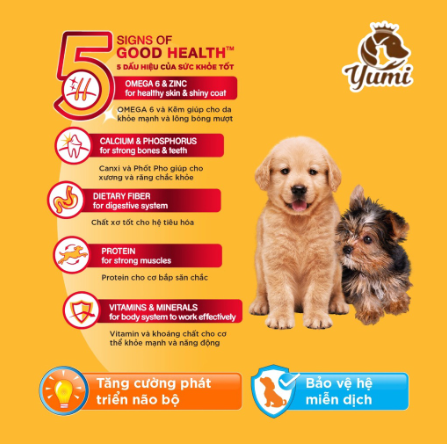 5 SIGNS OF
GOOD HEALTH™
5 DẤU HIỆU CỦA SỨC KHỎE TỐT
OMEGA 6 & ZINC
for healthy skin & shiny coat
OMEGA 6 và Kẽm giúp cho da
khỏe mạnh và lông bóng mượt
CALCIUM & PHOSPHORUS
for strong bones & teeth
Canxi và Phốt Pho giúp cho
xương và răng chắc khỏe
DIETARY FIBER
for digestive system
Chất xơ tốt cho hệ tiêu hóa
PROTEIN
for strong muscles
Protein cho cơ bắp săn chắc
VITAMINS & MINERALS
for body system to work effectively
Vitamin và khoáng chất cho cơ
thể khỏe mạnh và năng động
Yumi
Tăng cường phát
triển não bộ
Bảo vệ hệ
miễn dịch